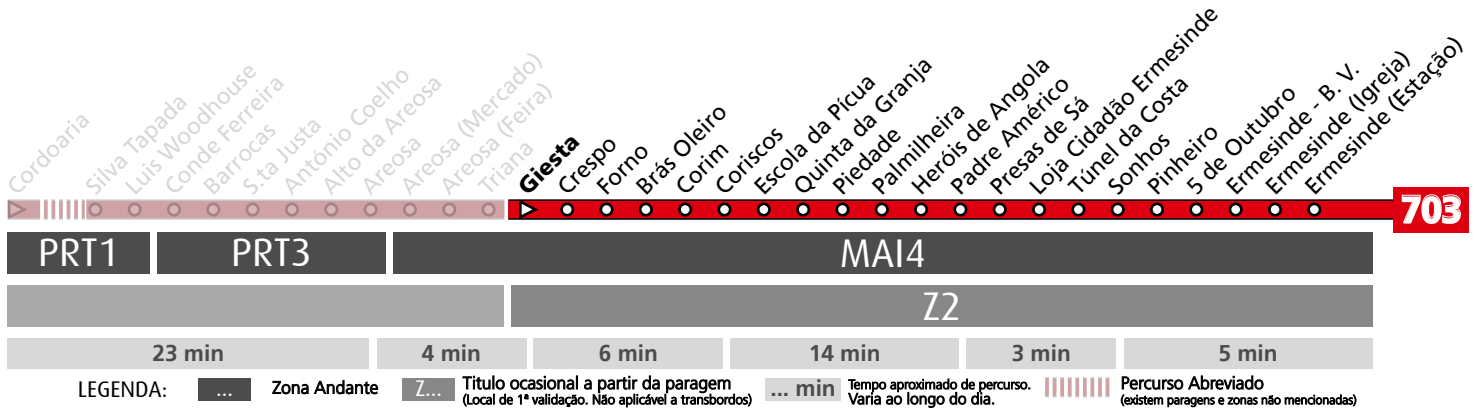 Cordoaria
Silva Tapada
Luis Woodhouse
Conde Ferreira
Barrocas
S.ta Justa
António Coelho
Alto da Areosa
Areosa
Areosa (Mercado)
Areosa (Feira)
Triana
Giesta
Crespo
Forno
Brás Oleiro
Corim
Coriscos
Escola da Pícua
Quinta da Granja
Piedade
Palmilheira
Heróis de Angola
Padre Américo
Presas de Sá
Loja Cidadão Ermesinde
Túnel da Costa
Sonhos
Pinheiro
5 de Outubro
Ermesinde - B. V.
Ermesinde (Igreja)
Ermesinde (Estação)
703
PRT1 PRT3 MAI4
Z2
23 min 4 min 6 min 14 min 3 min 5 min
LEGENDA: ... Zona Andante Z... Titulo ocasional a partir da paragem
(Local de 1ª validação. Não aplicável a transbordos)
... min Tempo aproximado de percurso.
Varia ao longo do dia.
Percurso Abreviado
(existem paragens e zonas não mencionadas)